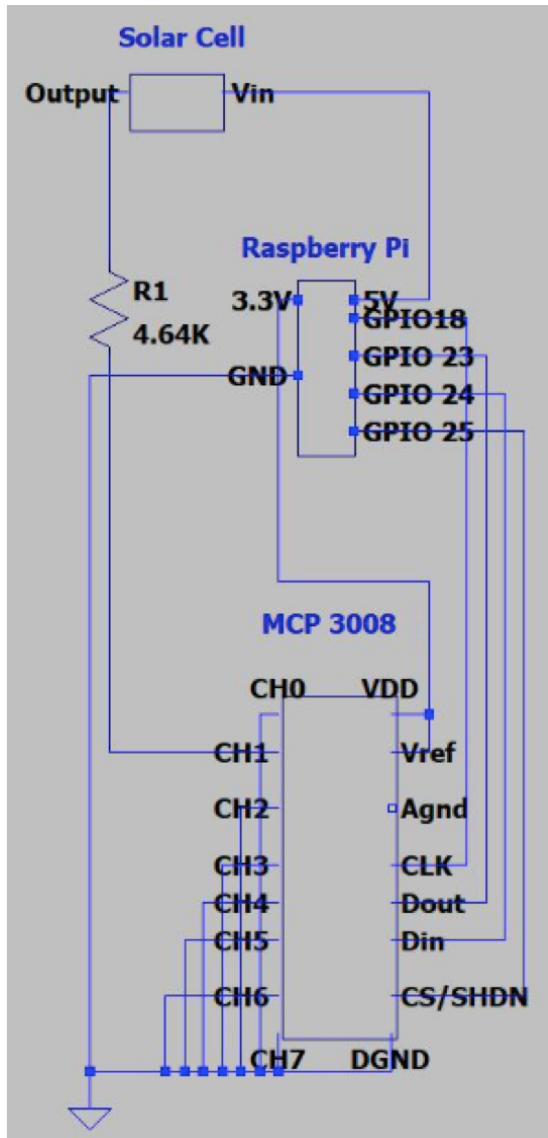 Solar Cell
Output Vin
Raspberry Pi
R1
4.64K
3.3V 5V
GPIO18
GPIO 23
GND
GPIO 24
GPIO 25
MCP 3008
CH0 VDD
CH1 Vref
CH2 Agnd
CH3 CLK
CH4 Dout
CH5 Din
CH6 CS/SHDN
CH7 DGND